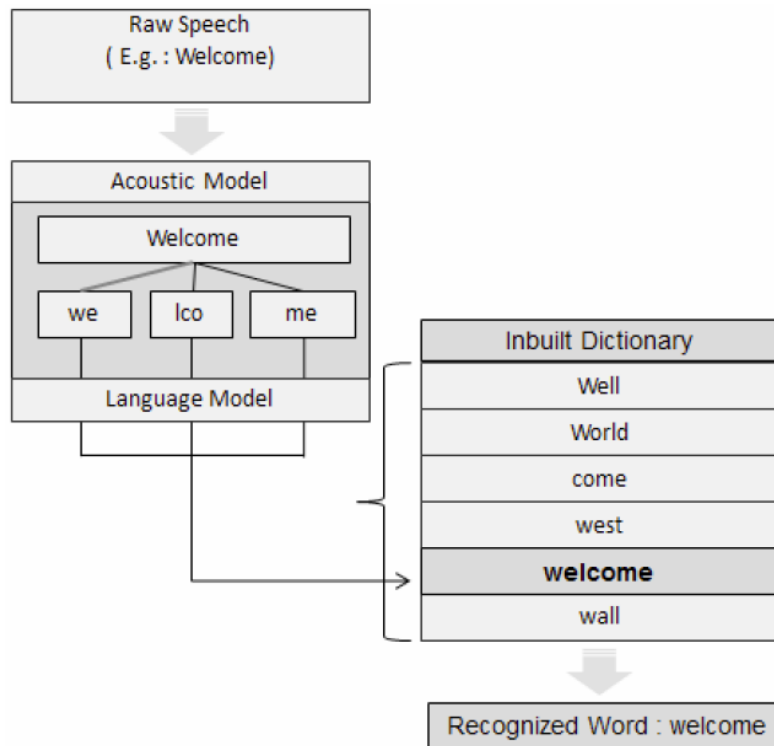 Raw Speech
( E.g. : Welcome)
Acoustic Model
Welcome
we
lco
me
Language Model
Inbuilt Dictionary
Well
World
come
west
welcome
wall
Recognized Word : welcome